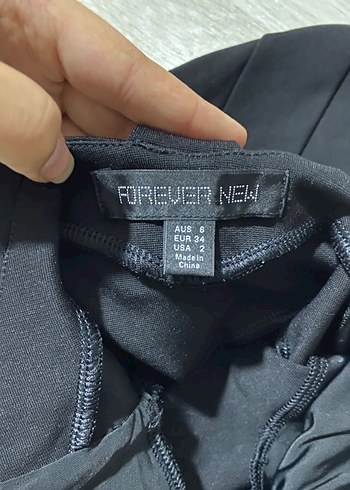 FOREVER NEW
AUS 6
EUR 34
USA 2
Made in
China